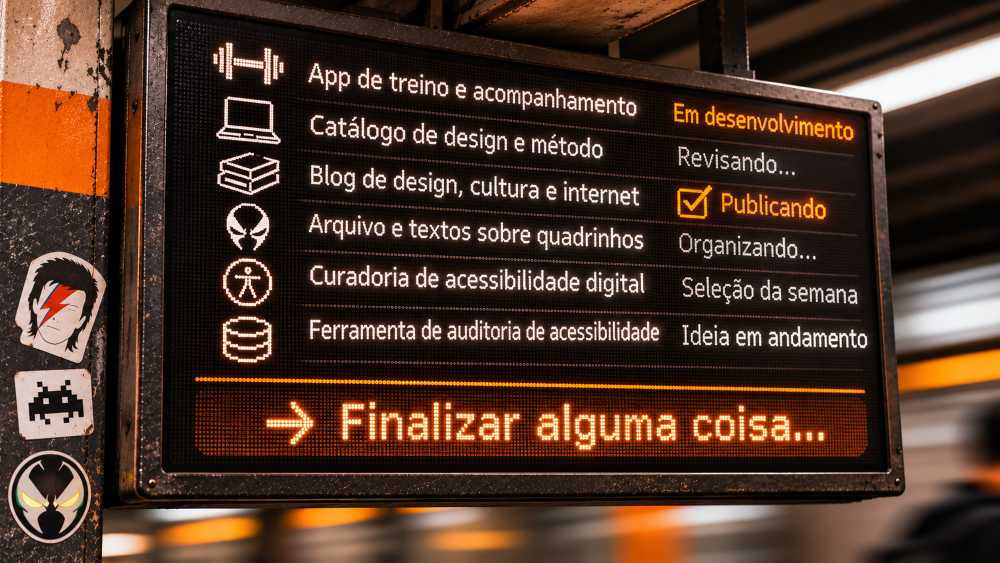 App de treino e acompanhamento Em desenvolvimento
Catálogo de design e método Revisando...
Blog de design, cultura e internet Publicando
Arquivo e textos sobre quadrinhos Organizando...
Curadoria de acessibilidade digital Seleção da semana
Ferramenta de auditoria de acessibilidade Ideia em andamento
→ Finalizar alguma coisa...